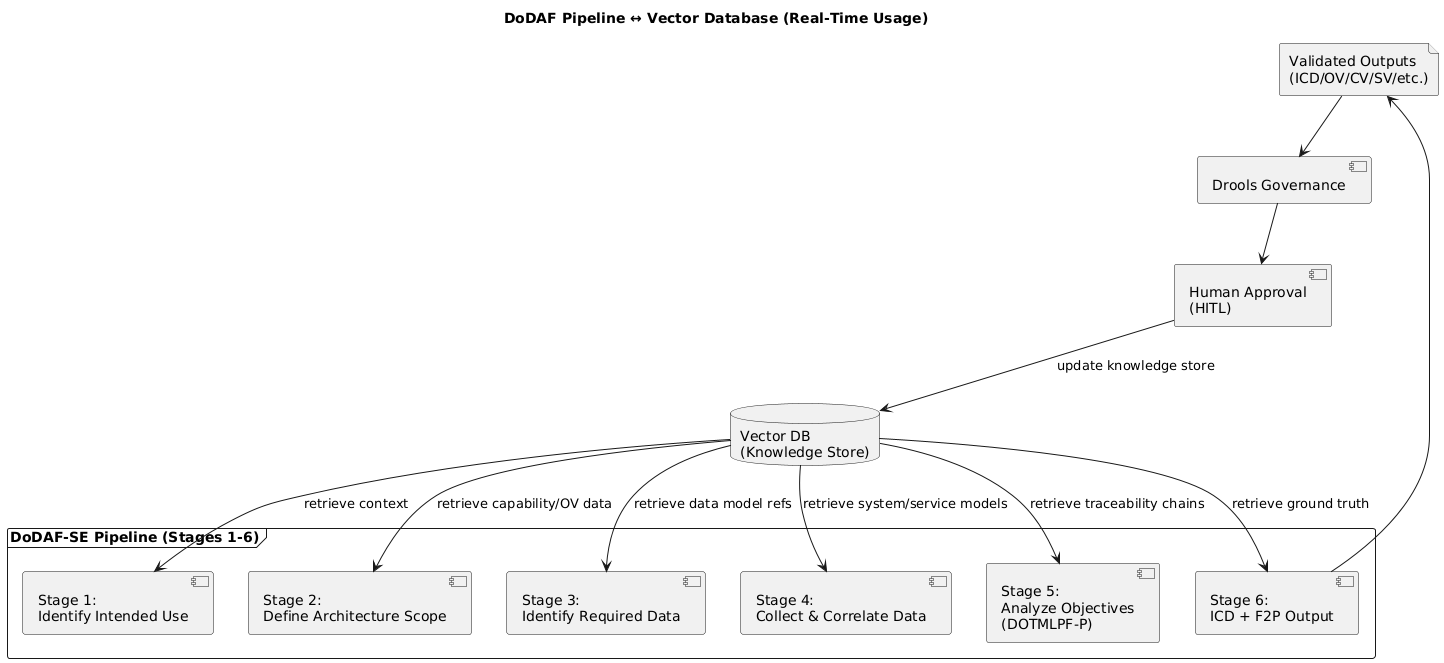 DoDAF Pipeline ↔ Vector Database (Real-Time Usage)
Validated Outputs
(ICD/OV/CV/SV/etc.)
Drools Governance
Human Approval
(HITL)
update knowledge store
Vector DB
(Knowledge Store)
retrieve context
retrieve capability/OV data
retrieve data model refs
retrieve system/service models
retrieve traceability chains
retrieve ground truth
DoDAF-SE Pipeline (Stages 1-6)
Stage 1:
Identify Intended Use
Stage 2:
Define Architecture Scope
Stage 3:
Identify Required Data
Stage 4:
Collect & Correlate Data
Stage 5:
Analyze Objectives
(DOTMLPF-P)
Stage 6:
ICD + F2P Output